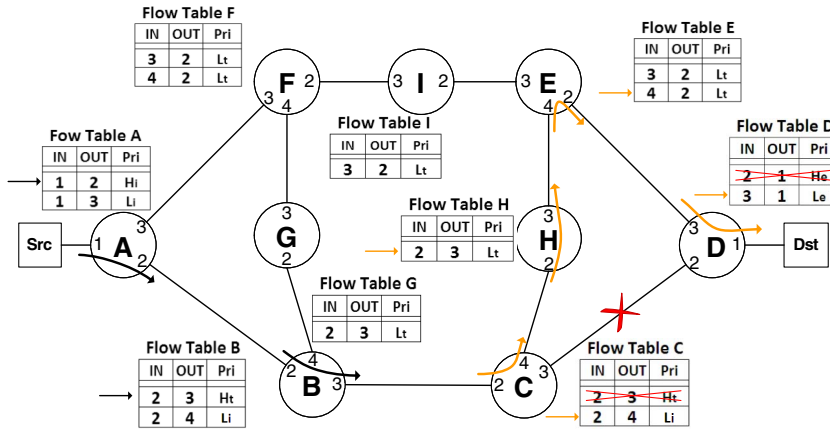 Flow Table F
IN OUT Pri
3 2 Lt
4 2 Lt
Flow Table E
IN OUT Pri
3 2 Lt
4 2 Lt
F 2 3 4
3 I 2
3 E 2 4
Flow Table I
IN OUT Pri
3 2 Lt
Fow Table A
IN OUT Pri
1 2 Hi
1 3 Li
Flow Table D
IN OUT Pri
2 1 He
3 1 Le
Src
1 A 3 2
3 G 2
Flow Table H
IN OUT Pri
2 3 Lt
3 H 2
3 D 1 2
Dst
Flow Table G
IN OUT Pri
2 3 Lt
Flow Table B
IN OUT Pri
2 3 Ht
2 4 Li
4 2 B 3
4 2 C 3
Flow Table C
IN OUT Pri
2 3 Ht
2 4 Li